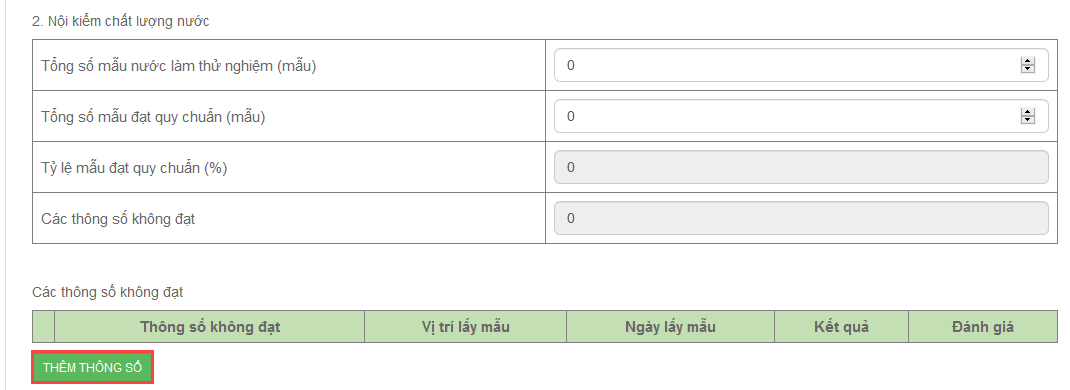 2. Nội kiểm chất lượng nước
Tổng số mẫu nước làm thử nghiệm (mẫu) 0
Tổng số mẫu đạt quy chuẩn (mẫu) 0
Tỷ lệ mẫu đạt quy chuẩn (%) 0
Các thông số không đạt 0
Các thông số không đạt
Thông số không đạt Vị trí lấy mẫu Ngày lấy mẫu Kết quả Đánh giá
THÊM THÔNG SỐ